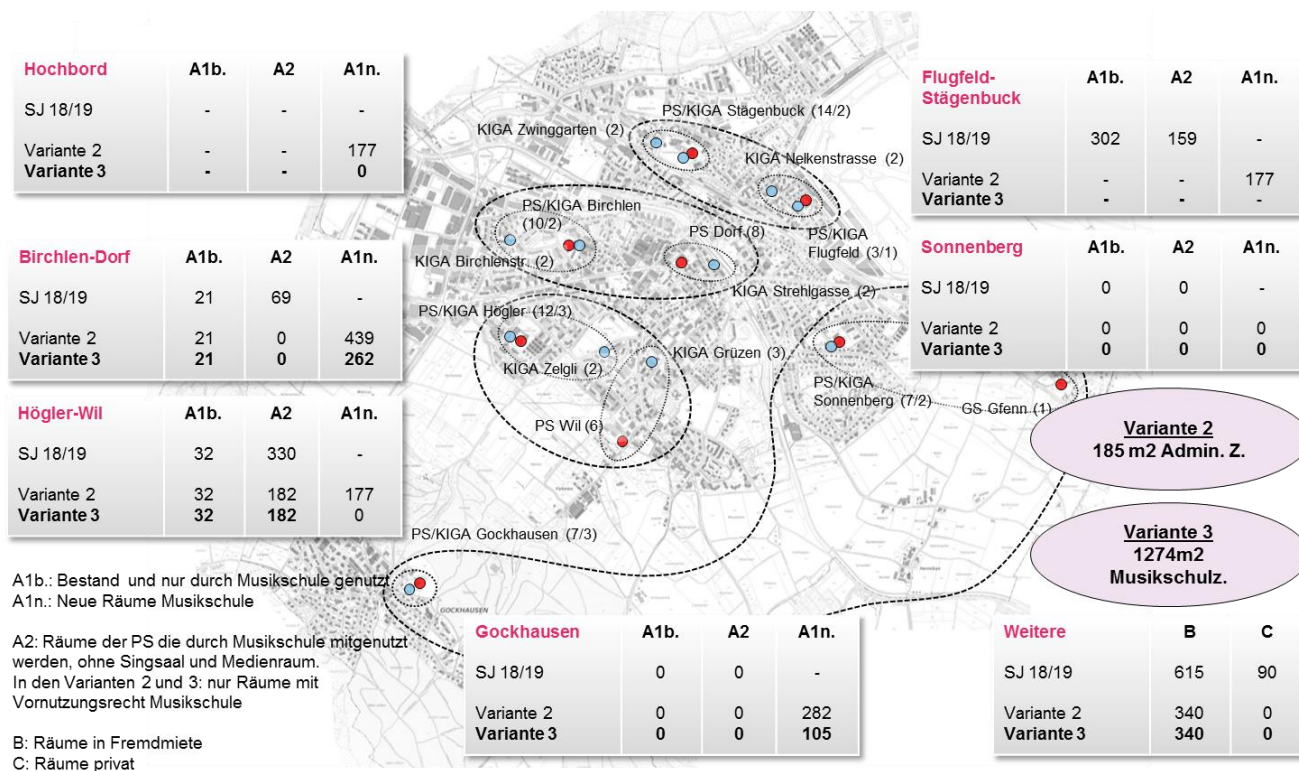 Hochbord A1b. A2 A1n.
SJ 18/19 - - -
Variante 2 - - 177
Variante 3 - - 0
Flugfeld- A1b. A2 A1n.
Stägenbuck
SJ 18/19 302 159 -
Variante 2 - - 177
Variante 3 - - -
PS/KIGA Stägenbuck (14/2)
KIGA Zwinggarten (2)
KIGA Nelkenstrasse (2)
PS/KIGA Birchlen
(10/2)
PS Dorf (8)
PS/KIGA
Flugfeld (3/1)
KIGA Birchlenstr. (2)
KIGA Strehlgasse (2)
Birchlen-Dorf A1b. A2 A1n.
SJ 18/19 21 69 -
Variante 2 21 0 439
Variante 3 21 0 262
Sonnenberg A1b. A2 A1n.
SJ 18/19 0 0 -
Variante 2 0 0 0
Variante 3 0 0 0
PS/KIGA Högler (12/3)
KIGA Grüzen (3)
KIGA Zelgli (2)
PS/KIGA
Sonnenberg (7/2)
GS Gfenn (1)
PS Wil (6)
Högler-Wil A1b. A2 A1n.
SJ 18/19 32 330 -
Variante 2 32 182 177
Variante 3 32 182 0
Variante 2
185 m2 Admin. Z.
Variante 3
1274m2
Musikschulz.
PS/KIGA Gockhausen (7/3)
GOCKHAUSEN
A1b.: Bestand und nur durch Musikschule genutzt
A1n.: Neue Räume Musikschule
A2: Räume der PS die durch Musikschule mitgenutzt
werden, ohne Singsaal und Medienraum.
In den Varianten 2 und 3: nur Räume mit
Vornutzungsrecht Musikschule
B: Räume in Fremdmiete
C: Räume privat
Gockhausen A1b. A2 A1n.
SJ 18/19 0 0 -
Variante 2 0 0 282
Variante 3 0 0 105
Weitere B C
SJ 18/19 615 90
Variante 2 340 0
Variante 3 340 0